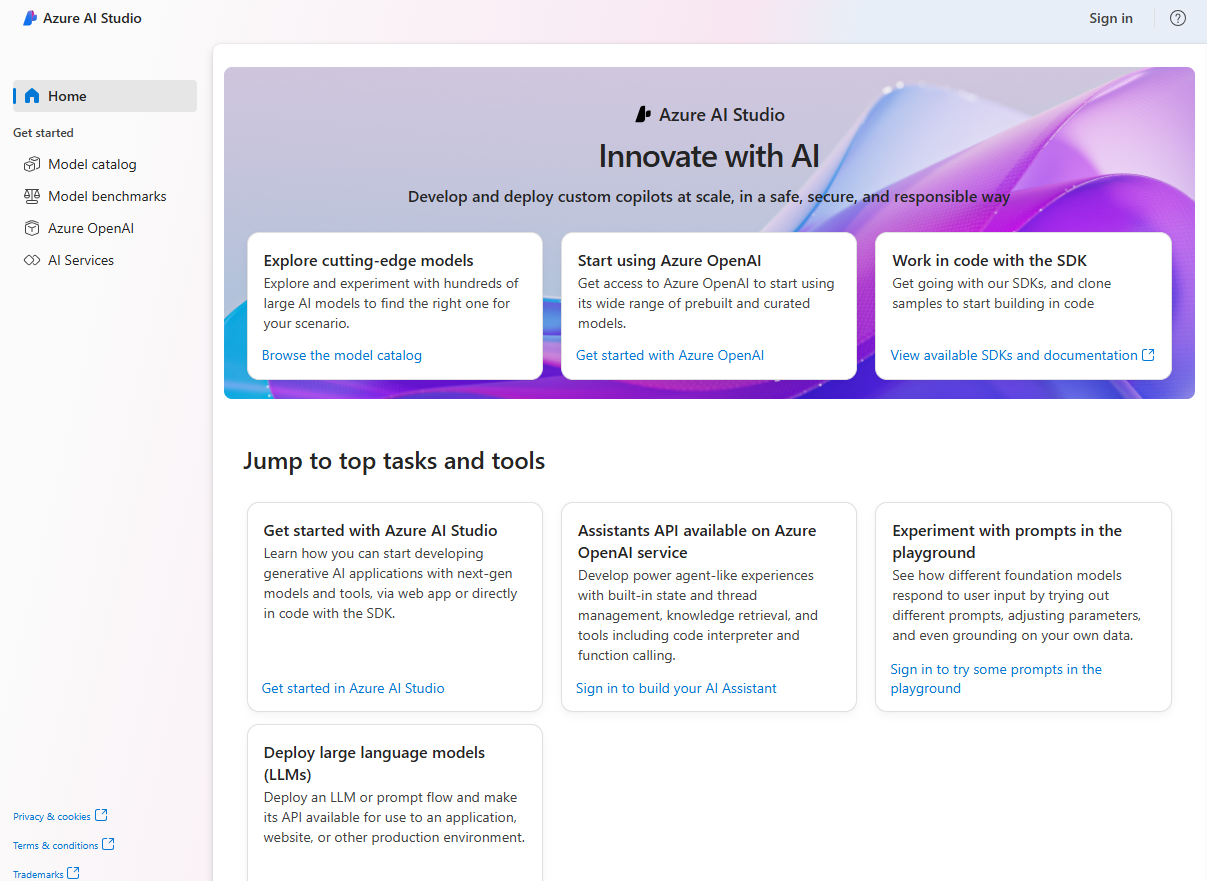 Azure AI Studio
Sign in
Home
Get started
Model catalog
Model benchmarks
Azure OpenAI
AI Services
Privacy & cookies
Terms & conditions
Trademarks
Azure AI Studio
Innovate with AI
Develop and deploy custom copilots at scale, in a safe, secure, and responsible way
Explore cutting-edge models
Explore and experiment with hundreds of
large AI models to find the right one for
your scenario.
Browse the model catalog
Start using Azure OpenAI
Get access to Azure OpenAI to start using
its wide range of prebuilt and curated
models.
Get started with Azure OpenAI
Work in code with the SDK
Get going with our SDKs, and clone
samples to start building in code
View available SDKs and documentation
Jump to top tasks and tools
Get started with Azure AI Studio
Learn how you can start developing
generative AI applications with next-gen
models and tools, via web app or directly
in code with the SDK.
Get started in Azure AI Studio
Assistants API available on Azure
OpenAI service
Develop power agent-like experiences
with built-in state and thread
management, knowledge retrieval, and
tools including code interpreter and
function calling.
Sign in to build your AI Assistant
Experiment with prompts in the
playground
See how different foundation models
respond to user input by trying out
different prompts, adjusting parameters,
and even grounding on your own data.
Sign in to try some prompts in the
playground
Deploy large language models
(LLMs)
Deploy an LLM or prompt flow and make
its API available for use to an application,
website, or other production environment.